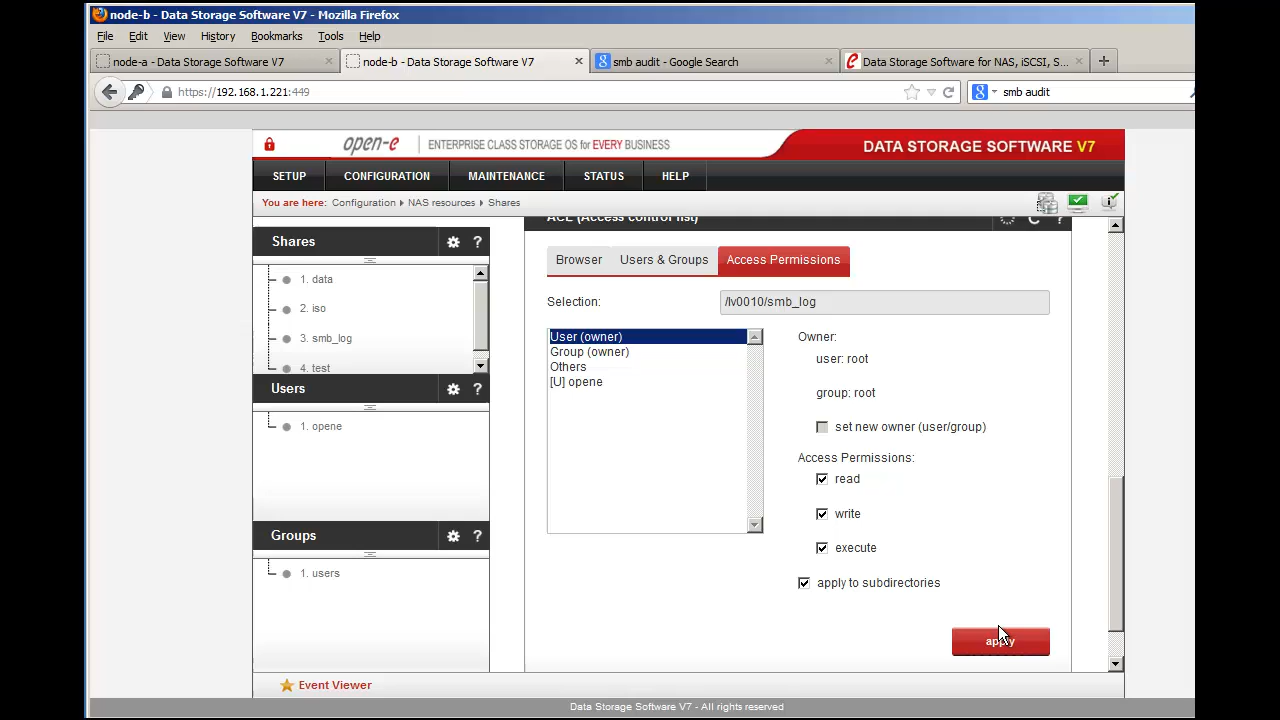 node-b - Data Storage Software V7 - Mozilla Firefox
File Edit View History Bookmarks Tools Help
node-a - Data Storage Software V7 × node-b - Data Storage Software V7 × smb audit - Google Search × Data Storage Software for NAS, iSCSI, S... × +
https://192.168.1.221:449 smb audit
open-e ENTERPRISE CLASS STORAGE OS for EVERY BUSINESS DATA STORAGE SOFTWARE V7
SETUP CONFIGURATION MAINTENANCE STATUS HELP
You are here: Configuration NAS resources Shares
ACL (Access control list) ?
Shares ?
1. data
2. iso
3. smb_log
4. test
Users ?
1. opene
Groups ?
1. users
Browser Users & Groups Access Permissions
Selection: /lv0010/smb_log
User (owner)
Group (owner)
Others
[U] opene
Owner:
user: root
group: root
set new owner (user/group)
Access Permissions:
read
write
execute
apply to subdirectories
apply
Event Viewer
Data Storage Software V7 - All rights reserved